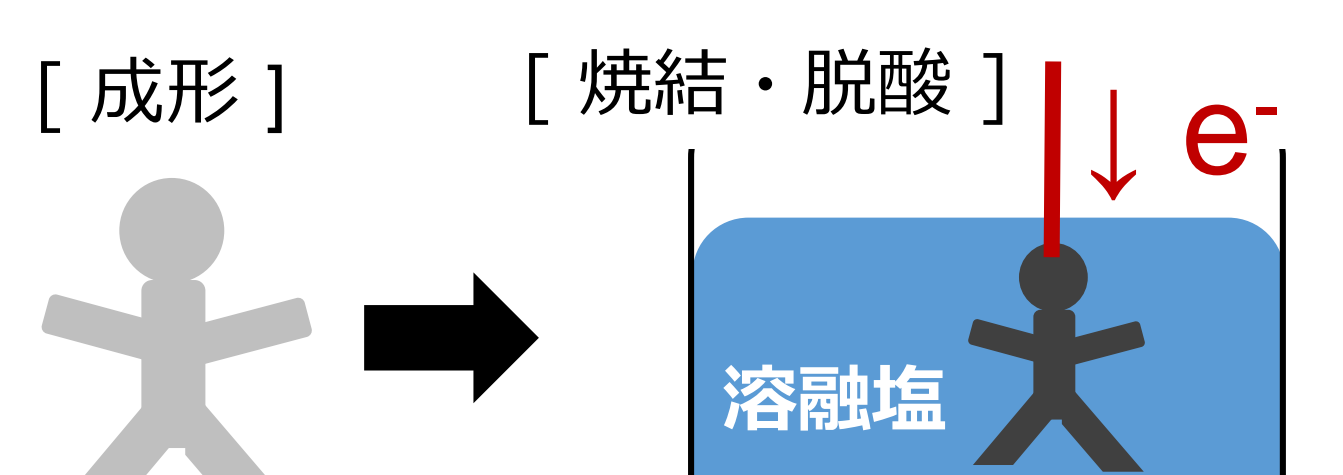 [ 成形 ]
[ 焼結・脱酸 ]
↓ e-
溶融塩